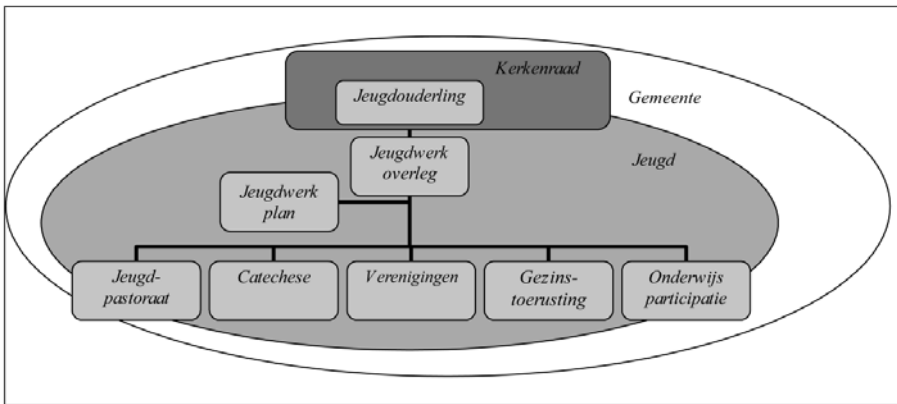 Kerkenraad
Jeugdouderling
Gemeente
Jeugdwerk
overleg
Jeugd
Jeugdwerk
plan
Jeugd-
pastoraat
Catechese
Verenigingen
Gezins-
toerusting
Onderwijs
participatie